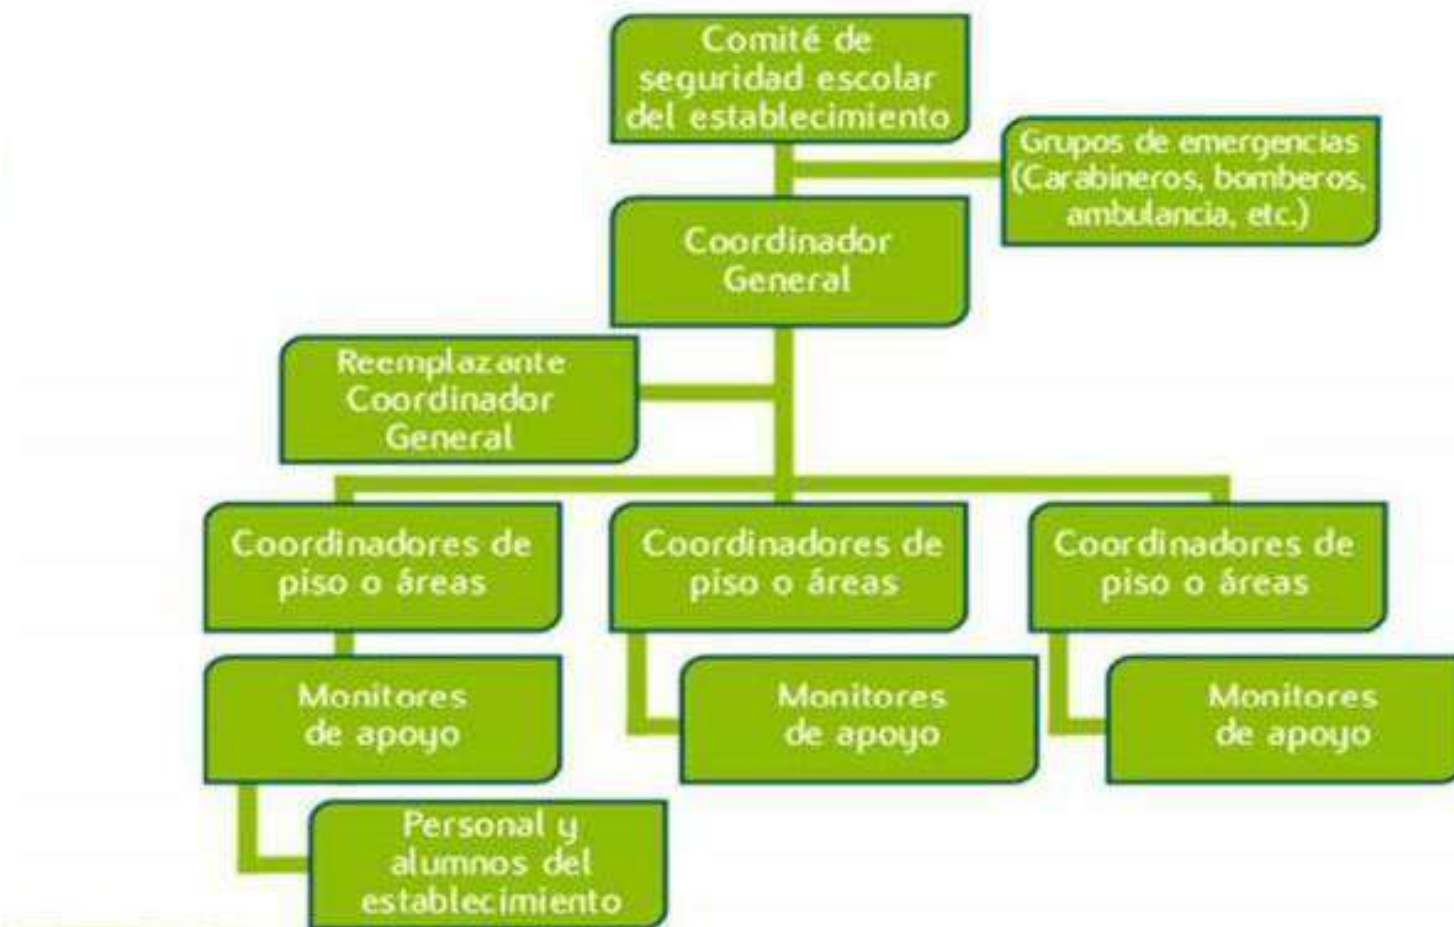 Comité de
seguridad escolar
del establecimiento
Grupos de emergencias
(Carabineros, bomberos,
ambulancia, etc.)
Coordinador
General
Reemplazante
Coordinador
General
Coordinadores de
piso o áreas
Coordinadores de
piso o áreas
Coordinadores de
piso o áreas
Monitores
de apoyo
Monitores
de apoyo
Monitores
de apoyo
Personal y
alumnos del
establecimiento